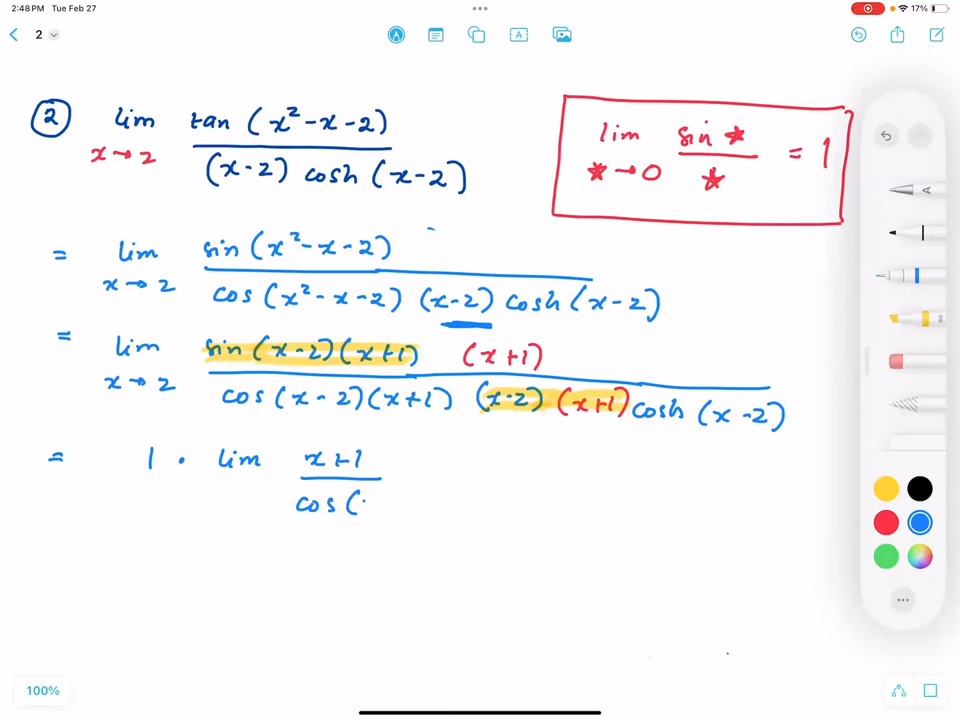 2:48 PM Tue Feb 27
17%
2
A
② lim x→2 tan (x²-x-2) / (x-2) cosh (x-2)
lim *→0 sin * / * = 1
= lim x→2 sin (x²-x-2) / cos (x²-x-2) (x-2) cosh (x-2)
= lim x→2 sin (x-2)(x+1) (x+1) / cos (x-2)(x+1) (x-2) (x+1) cosh (x-2)
= 1 · lim x+1 / cos (
A
50
100%